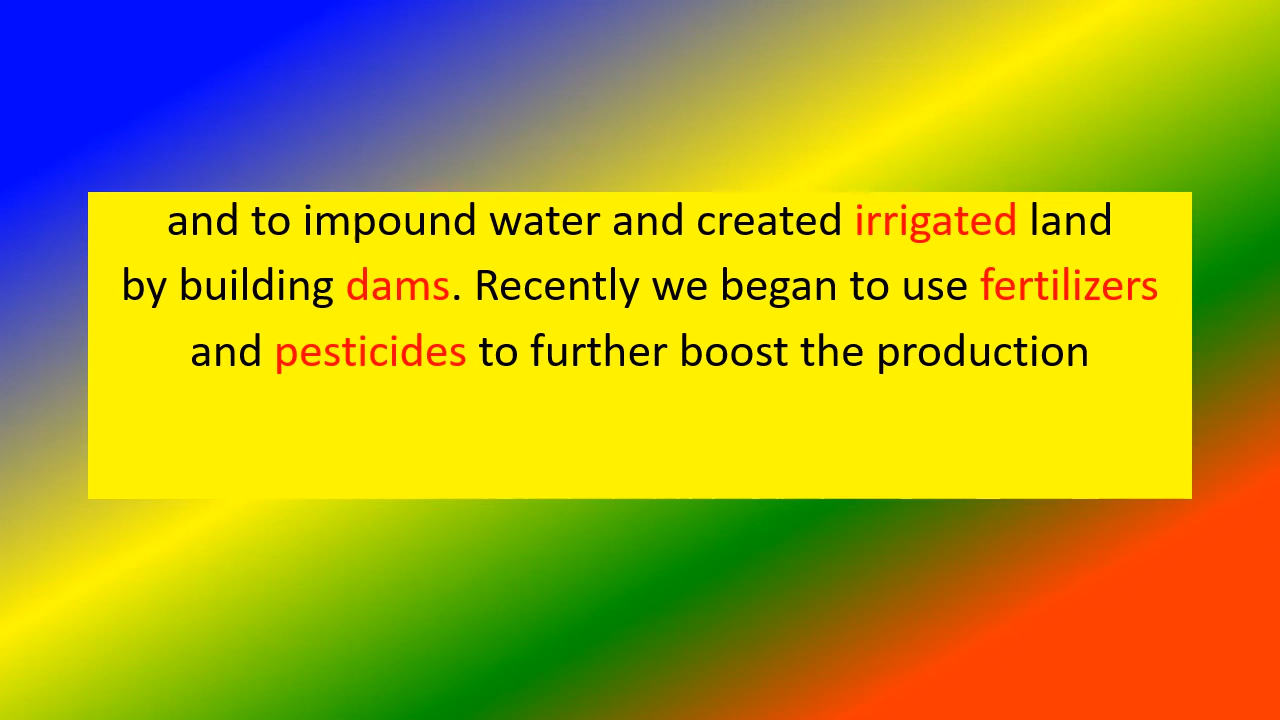 and to impound water and created irrigated land
by building dams. Recently we began to use fertilizers
and pesticides to further boost the production